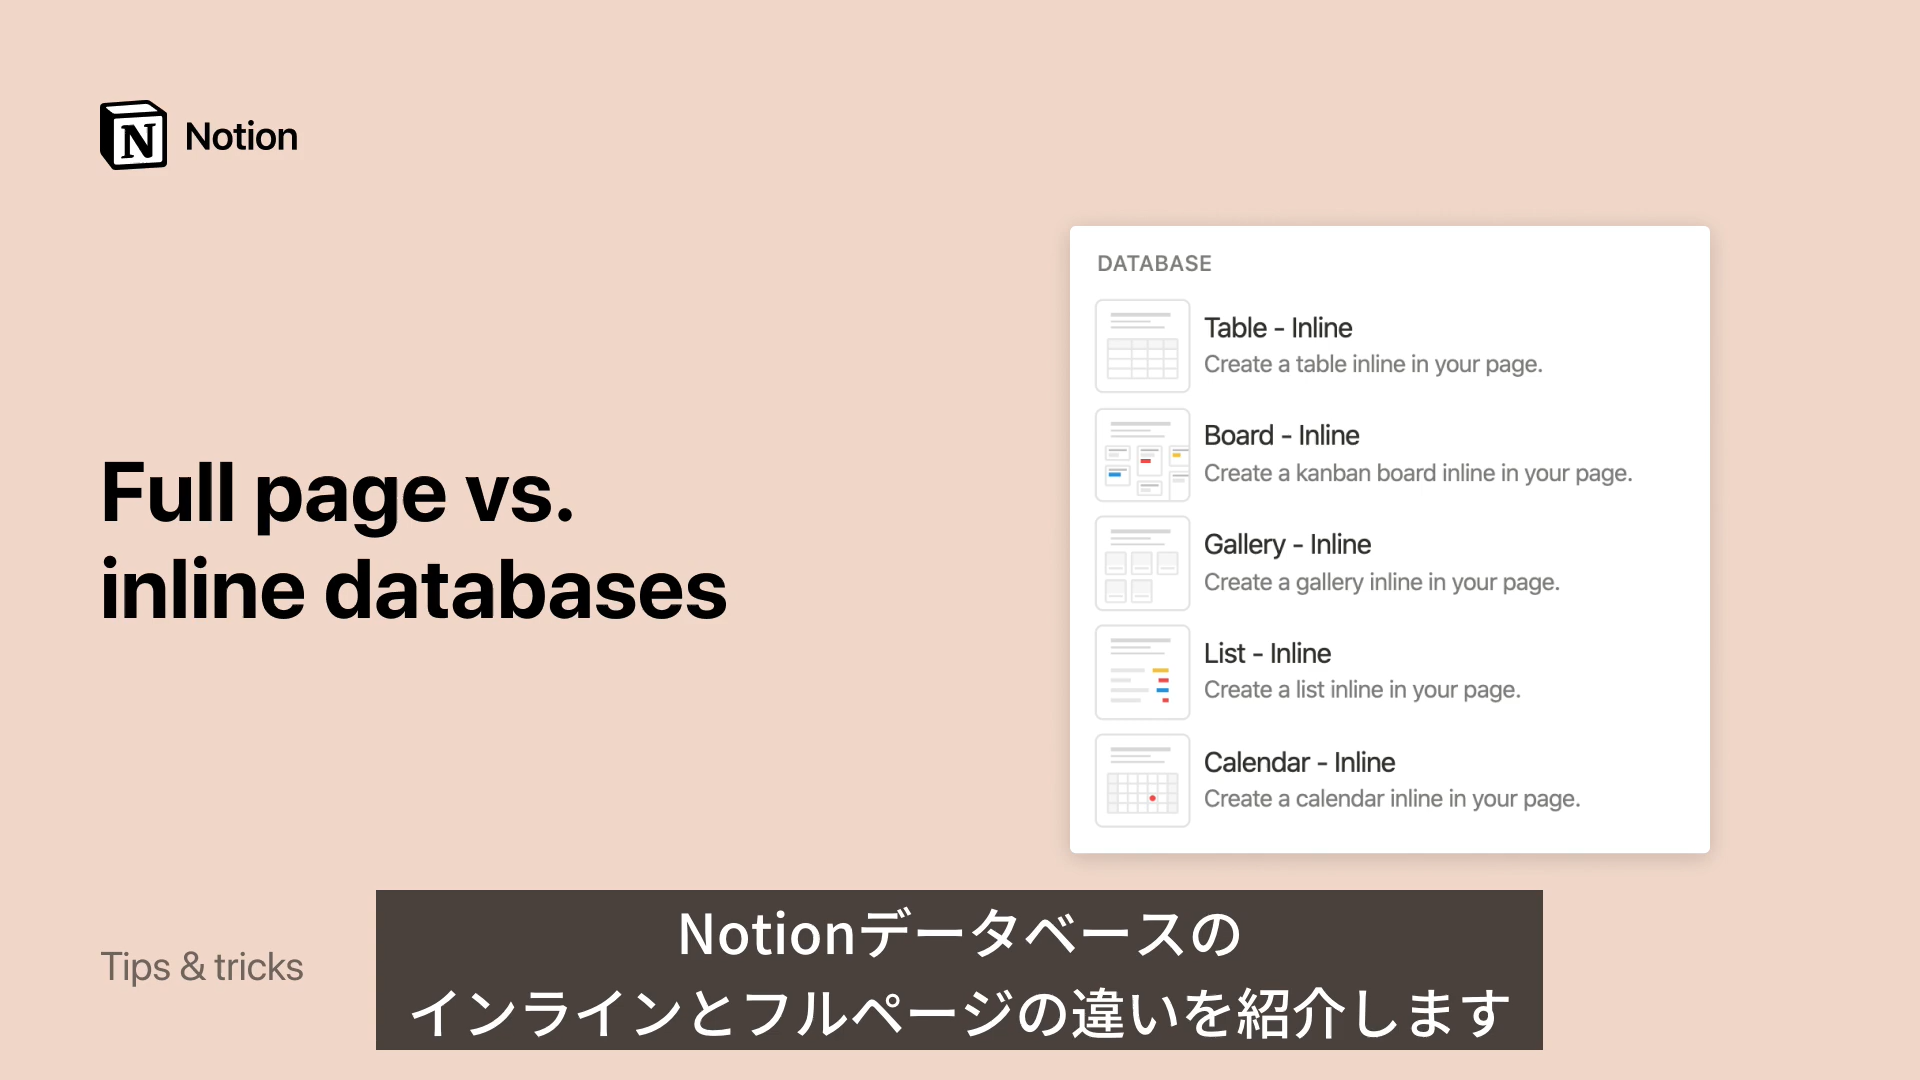 Notion
Full page vs.
inline databases
Tips & tricks
DATABASE
Table - Inline
Create a table inline in your page.
Board - Inline
Create a kanban board inline in your page.
Gallery - Inline
Create a gallery inline in your page.
List - Inline
Create a list inline in your page.
Calendar - Inline
Create a calendar inline in your page.
Notionデータベースの
インラインとフルページの違いを紹介します